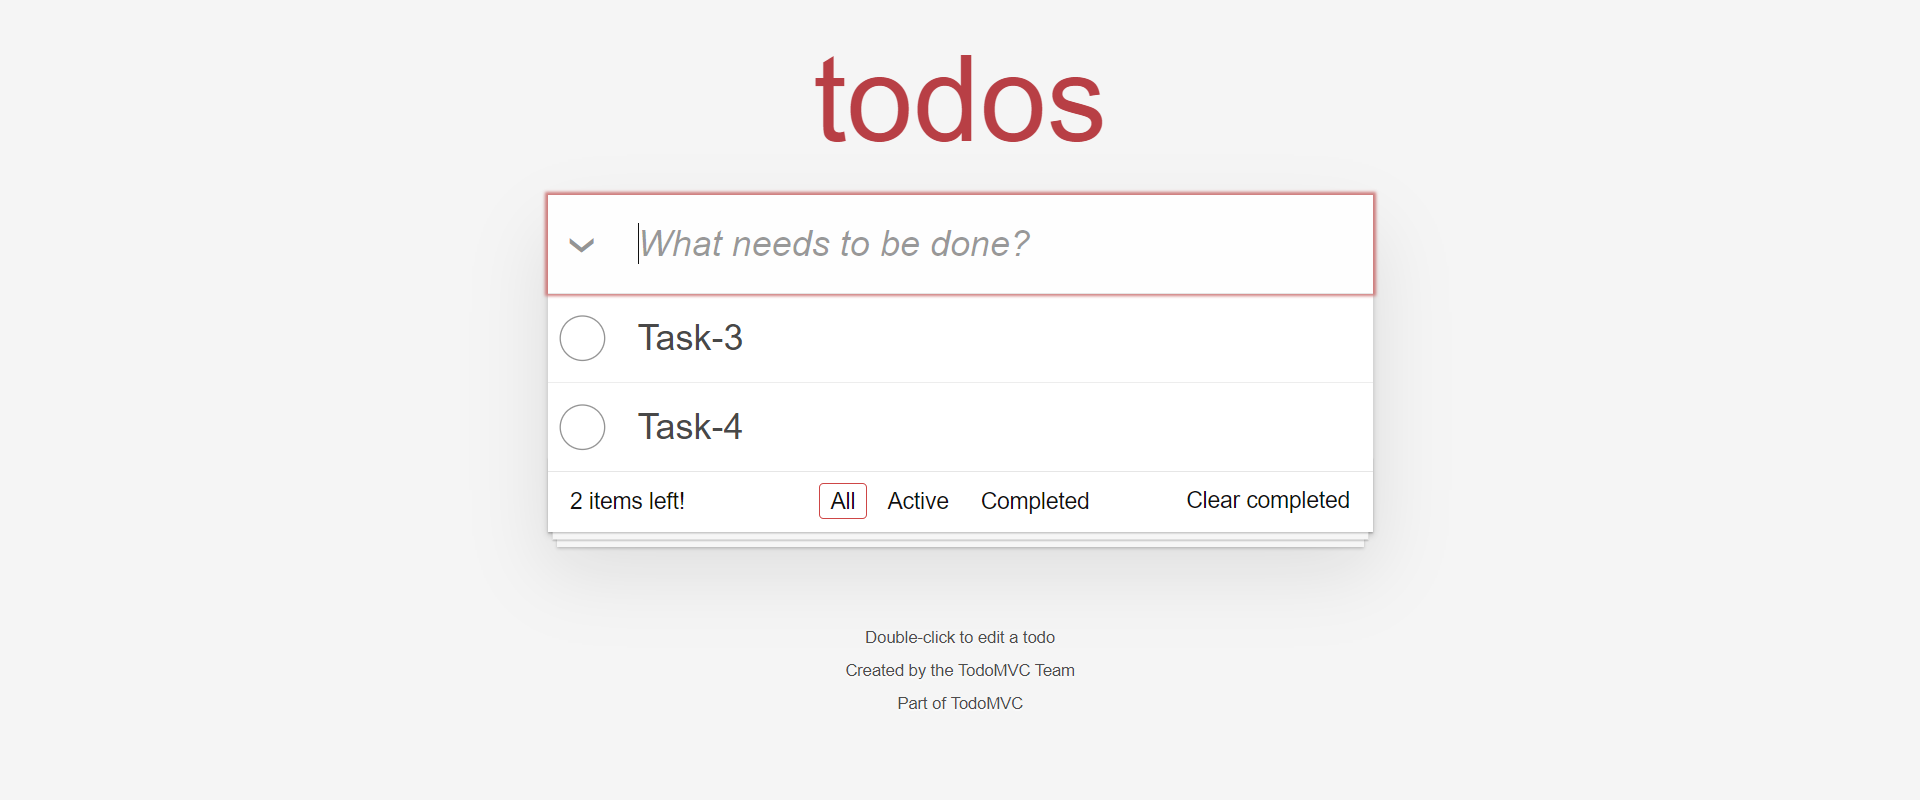 todos
What needs to be done?
Task-3
Task-4
2 items left! All Active Completed Clear completed
Double-click to edit a todo
Created by the TodoMVC Team
Part of TodoMVC